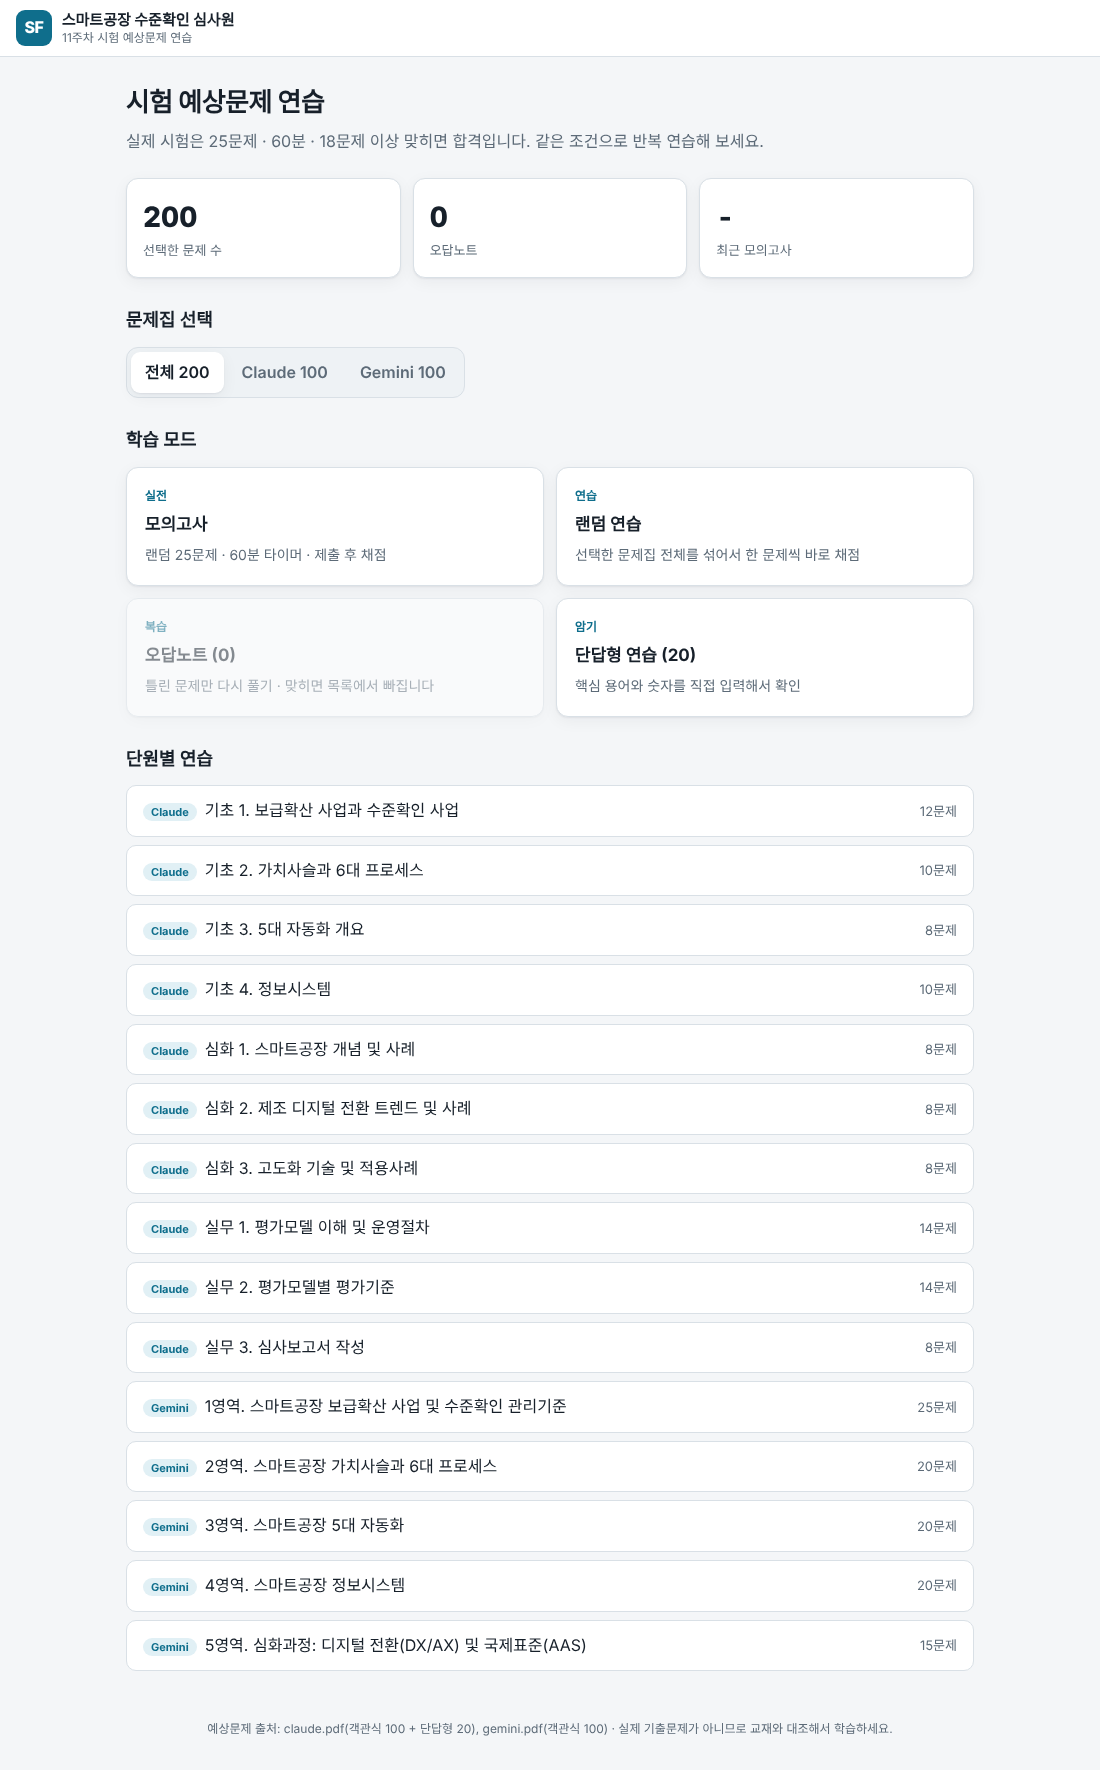 SF
스마트공장 수준확인 심사원
11주차 시험 예상문제 연습
시험 예상문제 연습
실제 시험은 25문제 · 60분 · 18문제 이상 맞히면 합격입니다. 같은 조건으로 반복 연습해 보세요.
200
선택한 문제 수
0
오답노트
-
최근 모의고사
문제집 선택
전체 200
Claude 100
Gemini 100
학습 모드
실전
모의고사
랜덤 25문제 · 60분 타이머 · 제출 후 채점
연습
랜덤 연습
선택한 문제집 전체를 섞어서 한 문제씩 바로 채점
복습
오답노트 (0)
틀린 문제만 다시 풀기 · 맞히면 목록에서 빠집니다
암기
단답형 연습 (20)
핵심 용어와 숫자를 직접 입력해서 확인
단원별 연습
Claude 기초 1. 보급확산 사업과 수준확인 사업 12문제
Claude 기초 2. 가치사슬과 6대 프로세스 10문제
Claude 기초 3. 5대 자동화 개요 8문제
Claude 기초 4. 정보시스템 10문제
Claude 심화 1. 스마트공장 개념 및 사례 8문제
Claude 심화 2. 제조 디지털 전환 트렌드 및 사례 8문제
Claude 심화 3. 고도화 기술 및 적용사례 8문제
Claude 실무 1. 평가모델 이해 및 운영절차 14문제
Claude 실무 2. 평가모델별 평가기준 14문제
Claude 실무 3. 심사보고서 작성 8문제
Gemini 1영역. 스마트공장 보급확산 사업 및 수준확인 관리기준 25문제
Gemini 2영역. 스마트공장 가치사슬과 6대 프로세스 20문제
Gemini 3영역. 스마트공장 5대 자동화 20문제
Gemini 4영역. 스마트공장 정보시스템 20문제
Gemini 5영역. 심화과정: 디지털 전환(DX/AX) 및 국제표준(AAS) 15문제
예상문제 출처: claude.pdf(객관식 100 + 단답형 20), gemini.pdf(객관식 100) · 실제 기출문제가 아니므로 교재와 대조해서 학습하세요.